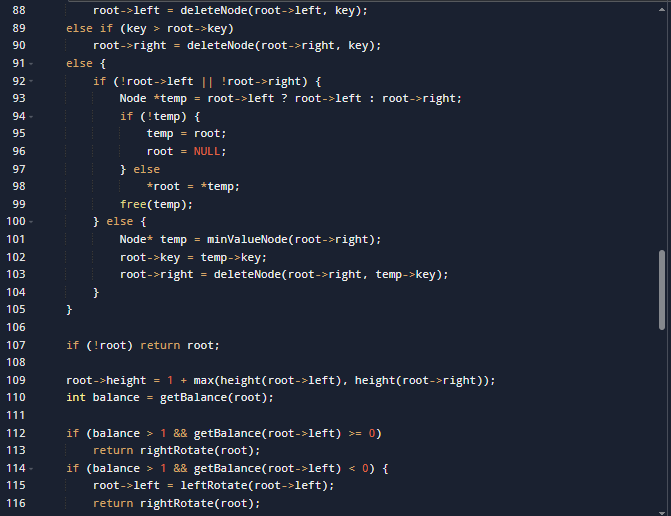 88 root->left = deleteNode(root->left, key);
89 else if (key > root->key)
90 root->right = deleteNode(root->right, key);
91 else {
92 if (!root->left || !root->right) {
93 Node *temp = root->left ? root->left : root->right;
94 if (!temp) {
95 temp = root;
96 root = NULL;
97 } else
98 *root = *temp;
99 free(temp);
100 } else {
101 Node* temp = minValueNode(root->right);
102 root->key = temp->key;
103 root->right = deleteNode(root->right, temp->key);
104 }
105 }
106
107 if (!root) return root;
108
109 root->height = 1 + max(height(root->left), height(root->right));
110 int balance = getBalance(root);
111
112 if (balance > 1 && getBalance(root->left) >= 0)
113 return rightRotate(root);
114 if (balance > 1 && getBalance(root->left) < 0) {
115 root->left = leftRotate(root->left);
116 return rightRotate(root);